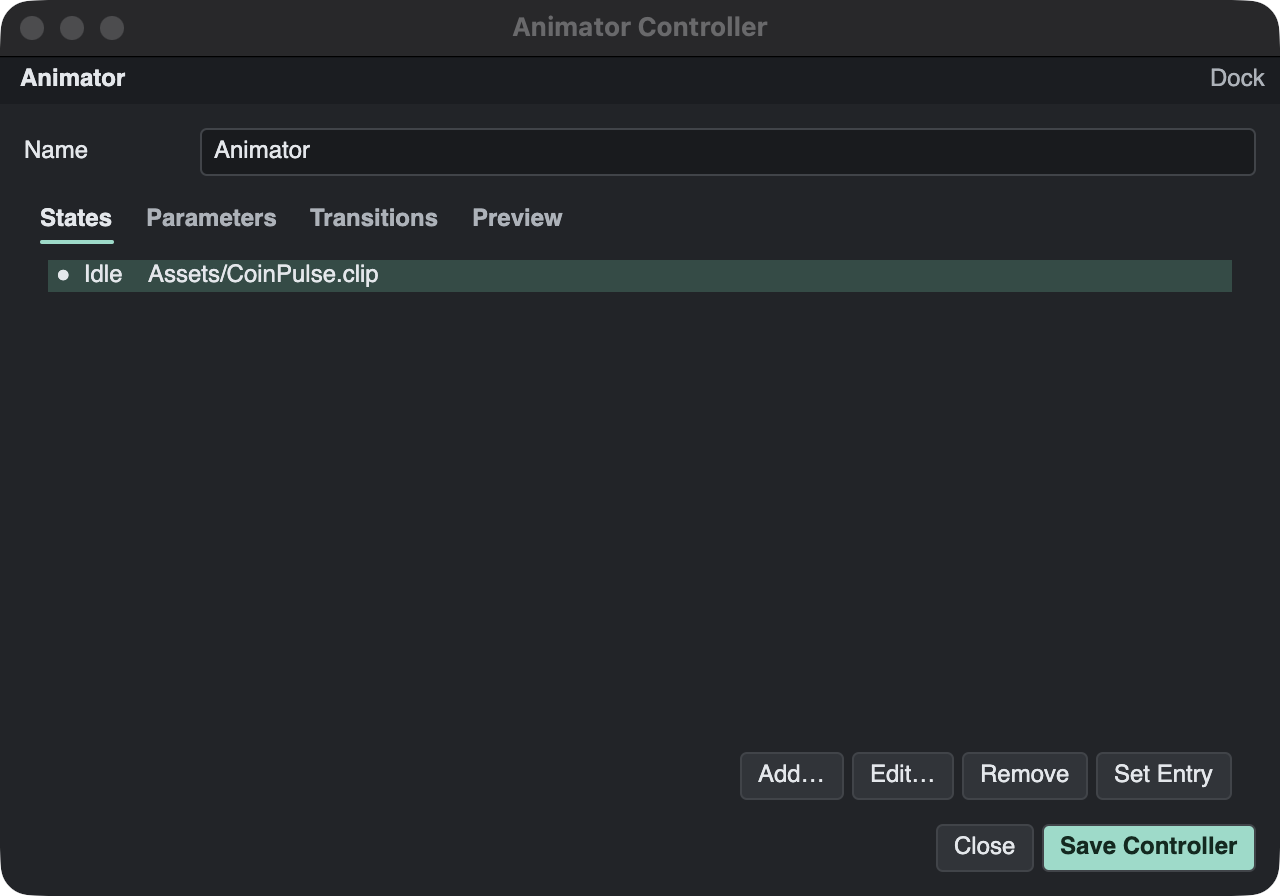 Animator Controller
Animator Dock
Name Animator
States Parameters Transitions Preview
● Idle Assets/CoinPulse.clip
Add… Edit… Remove Set Entry
Close Save Controller